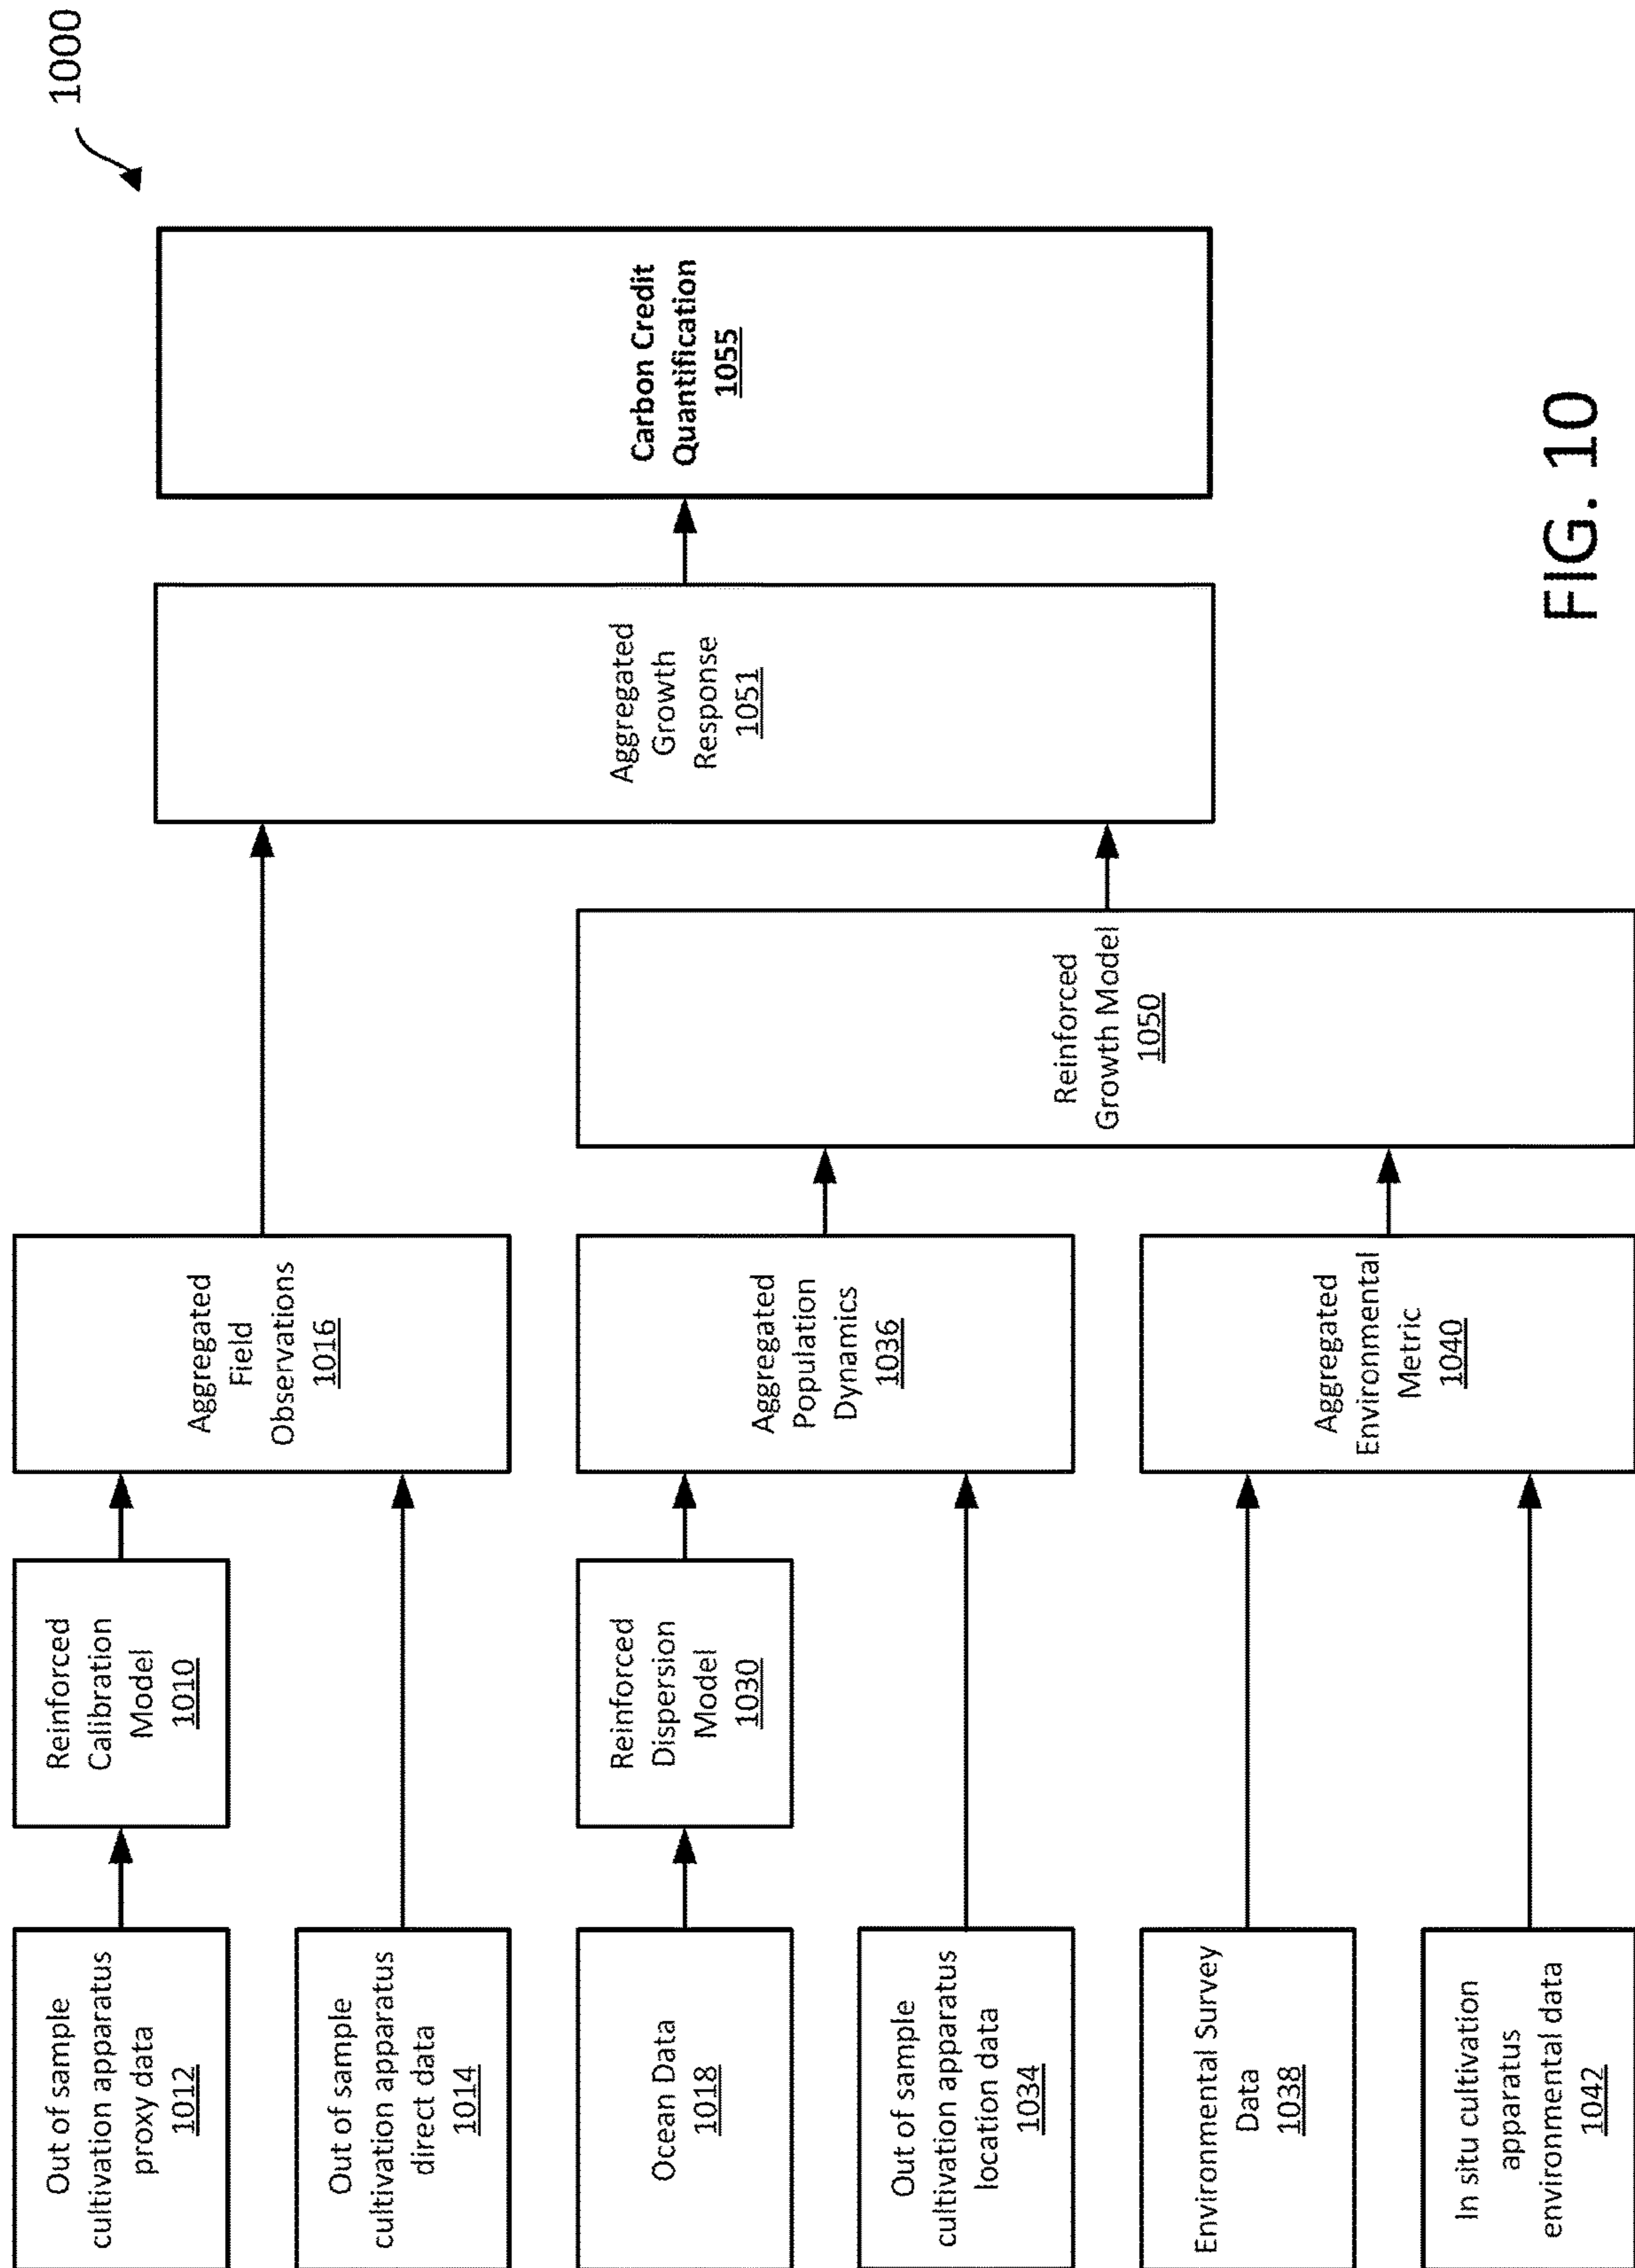 1000
Out of sample
cultivation apparatus
proxy data
1012
Reinforced
Calibration
Model
1010
Out of sample
cultivation apparatus
direct data
1014
Aggregated
Field
Observations
1016
Ocean Data
1018
Reinforced
Dispersion
Model
1030
Out of sample
cultivation apparatus
location data
1034
Aggregated
Population
Dynamics
1036
Environmental Survey
Data
1038
In situ cultivation
apparatus
environmental data
1042
Aggregated
Environmental
Metric
1040
Reinforced
Growth Model
1050
Aggregated
Growth
Response
1051
Carbon Credit
Quantification
1055
FIG. 10